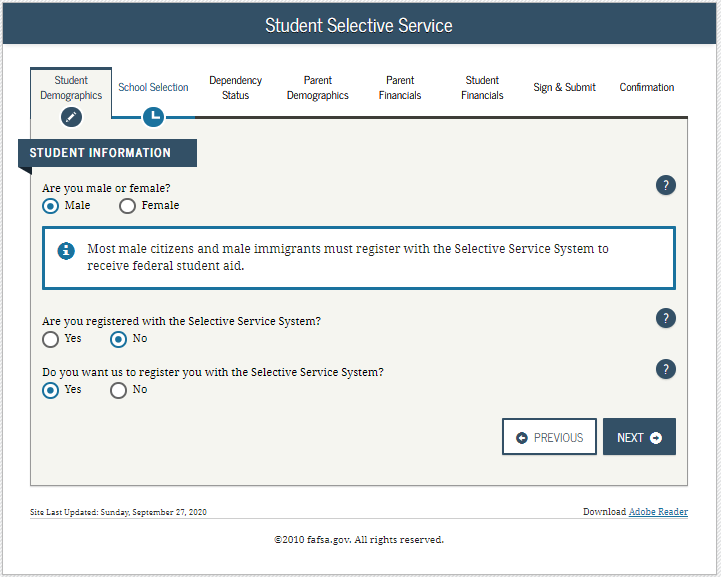 Student Selective Service
Student Demographics
School Selection
Dependency Status
Parent Demographics
Parent Financials
Student Financials
Sign & Submit
Confirmation
STUDENT INFORMATION
Are you male or female?
?
Male Female
Most male citizens and male immigrants must register with the Selective Service System to
receive federal student aid.
Are you registered with the Selective Service System?
?
Yes No
Do you want us to register you with the Selective Service System?
?
Yes No
PREVIOUS NEXT
Site Last Updated: Sunday, September 27, 2020 Download Adobe Reader
©2010 fafsa.gov. All rights reserved.